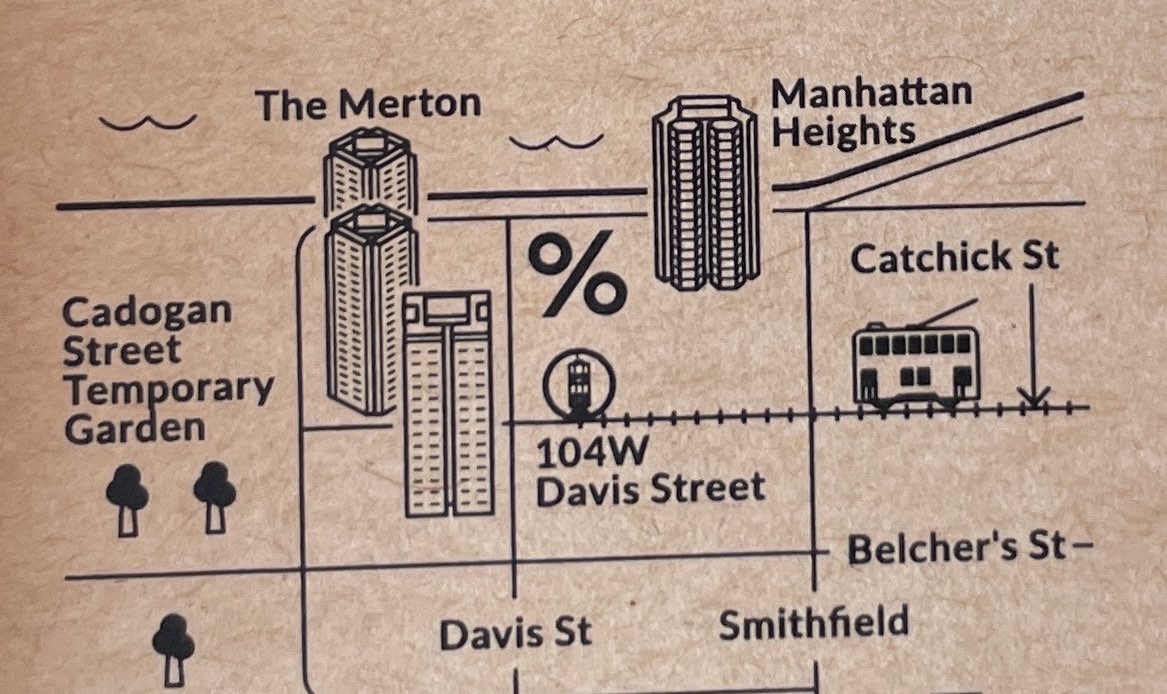 The Merton
Manhattan
Heights
%
Catchick St
Cadogan
Street
Temporary
Garden
104W
Davis Street
Belcher's St
Davis St
Smithfield